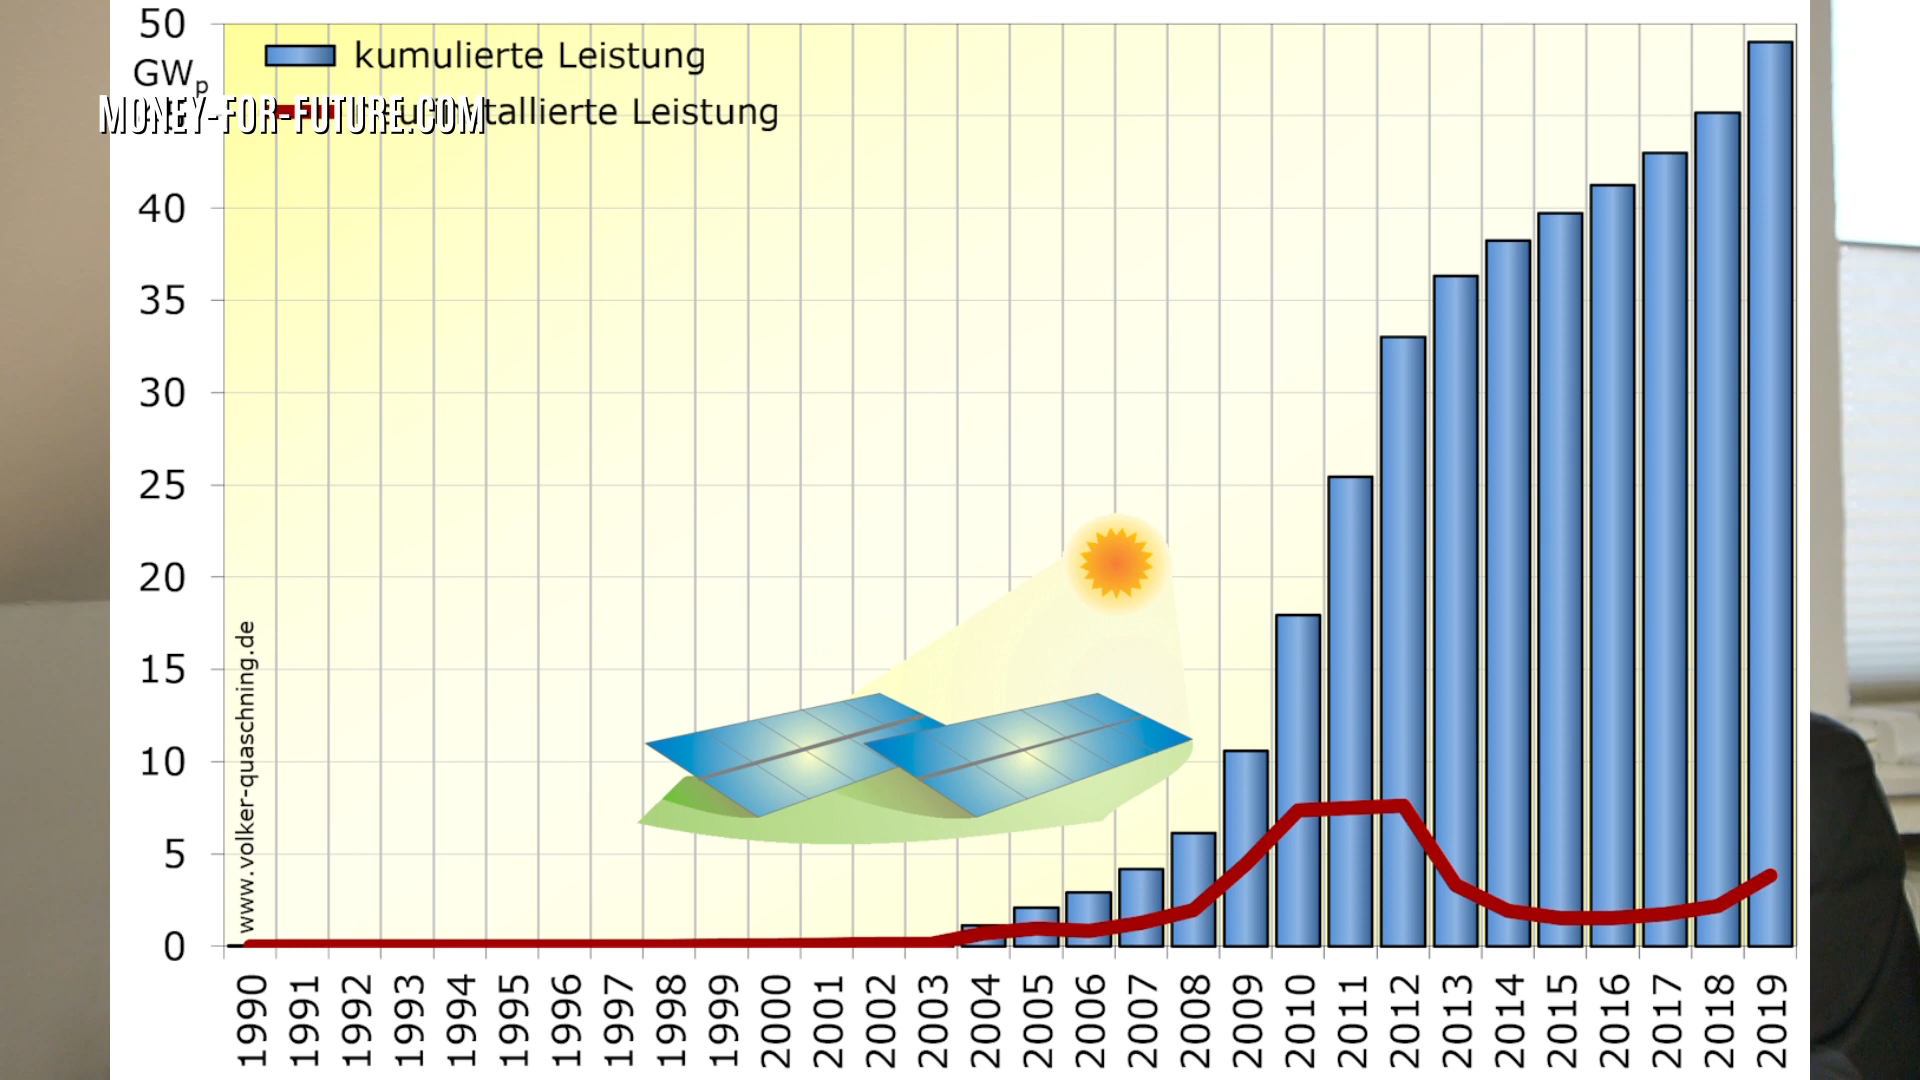 50
kumulierte Leistung
GWp
MONEY-FOR-FUTURE.COM
tallierte Leistung
40
35
30
25
20
15
10
5
0
www.volker-quaschning.de
1990 1991 1992 1993 1994 1995 1996 1997 1998 1999 2000 2001 2002 2003 2004 2005 2006 2007 2008 2009 2010 2011 2012 2013 2014 2015 2016 2017 2018 2019